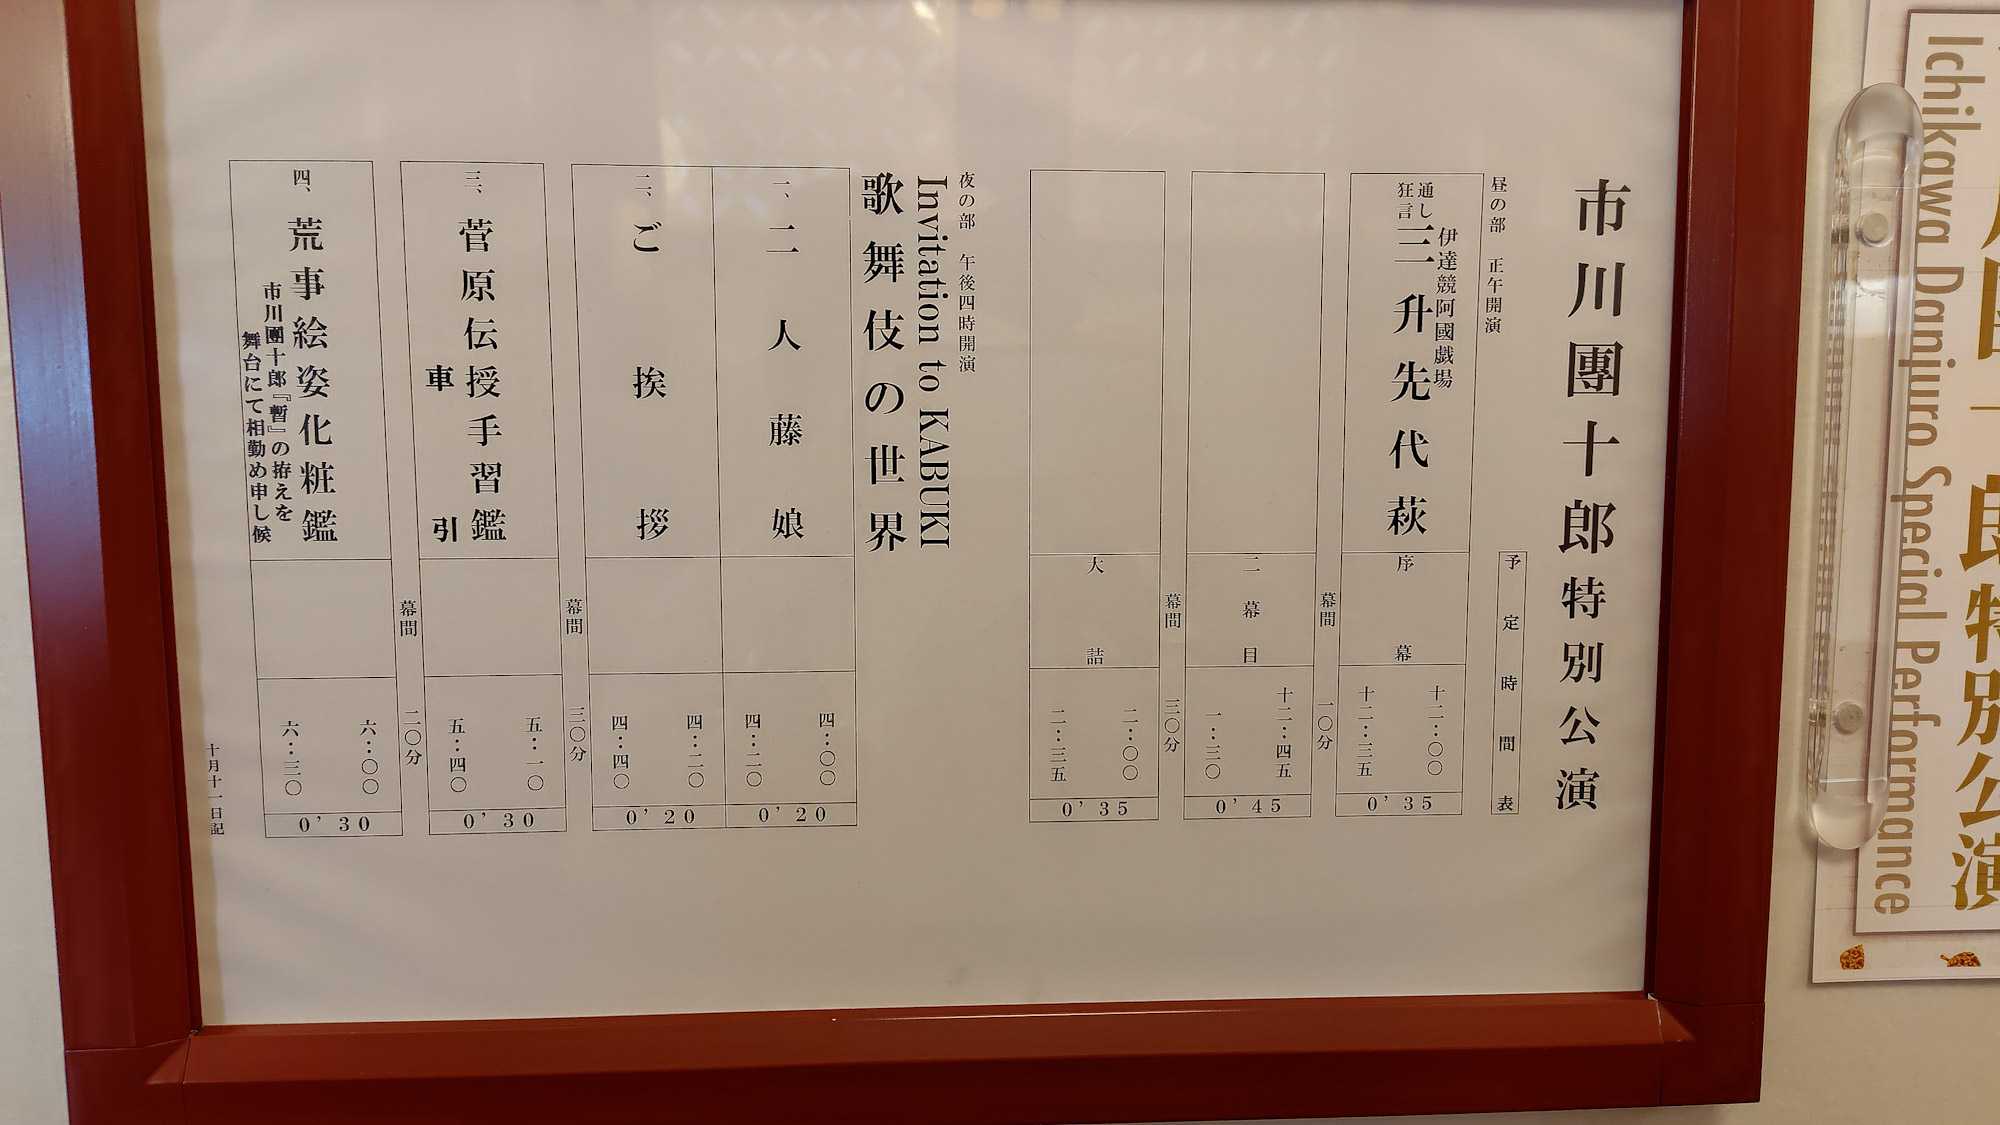 市川團十郎特別公演
予定時間表
昼の部　正午開演
通し狂言
伊達競阿國戯場
三升先代萩
序幕
十二・・〇〇
十二・・三五
0’35
幕間　一〇分
二幕目
十二・・四五
一・・三〇
0’45
幕間　三〇分
大詰
二・・〇〇
二・・三五
0’35
夜の部　午後四時開演
Invitation to KABUKI
歌舞伎の世界
一、二人藤娘
四・・〇〇
四・・二〇
0’20
二、ご挨拶
四・・二〇
四・・四〇
0’20
幕間　三〇分
三、菅原伝授手習鑑
車引
五・・一〇
五・・四〇
0’30
幕間　二〇分
四、荒事絵姿化粧鑑
市川團十郎『暫』の拵えを
舞台にて相勤め申し候
六・・〇〇
六・・三〇
0’30
十月十一日記
十郎特別公演
Ichikawa Danjuro Special Performance